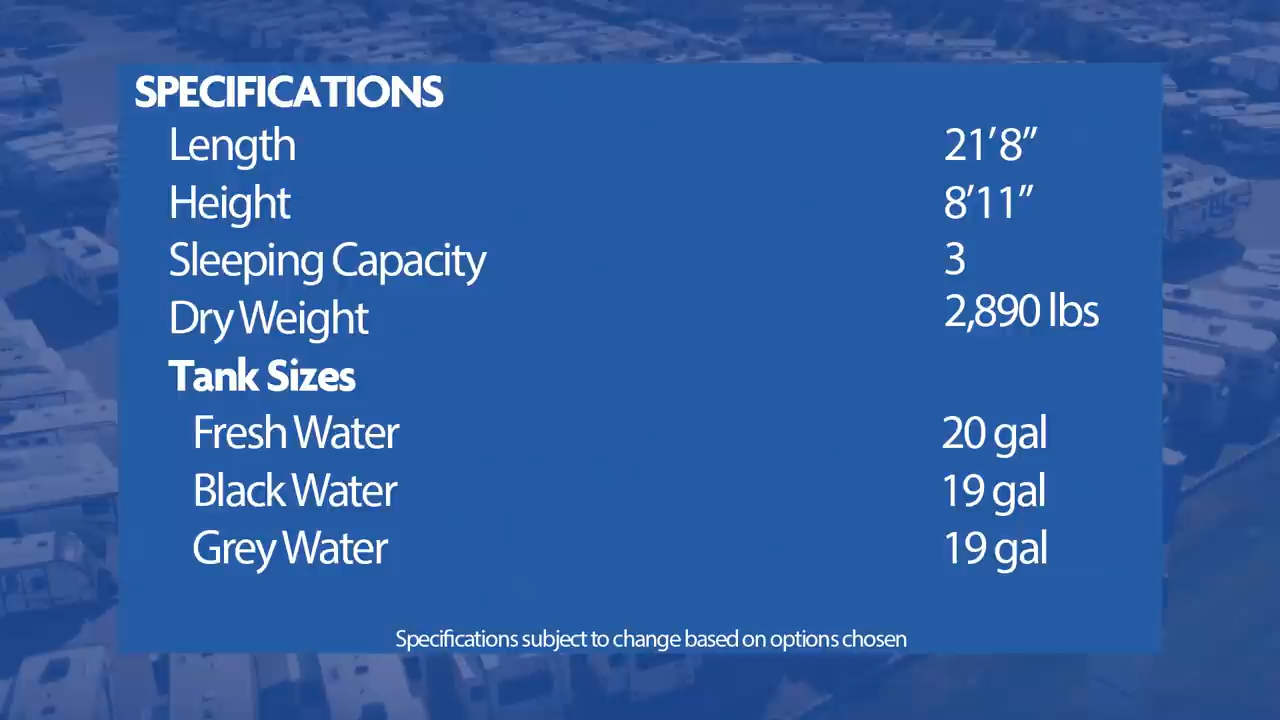 SPECIFICATIONS
Length 21’8”
Height 8’11”
Sleeping Capacity 3
Dry Weight 2,890 lbs
Tank Sizes
Fresh Water 20 gal
Black Water 19 gal
Grey Water 19 gal
Specifications subject to change based on options chosen